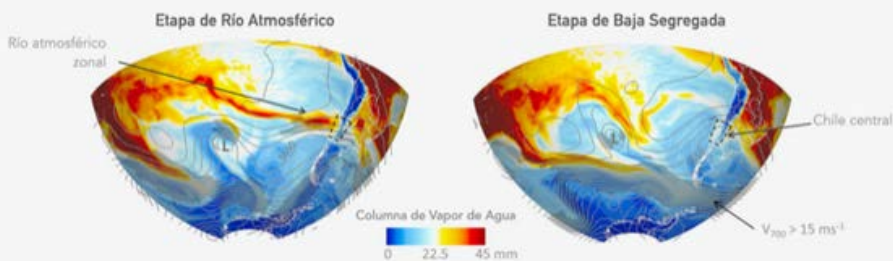 Etapa de Río Atmosférico
Etapa de Baja Segregada
Río atmosférico
zonal
L
L
Chile central
Columna de Vapor de Agua
0 22.5 45 mm
V₇₀₀ > 15 ms⁻¹